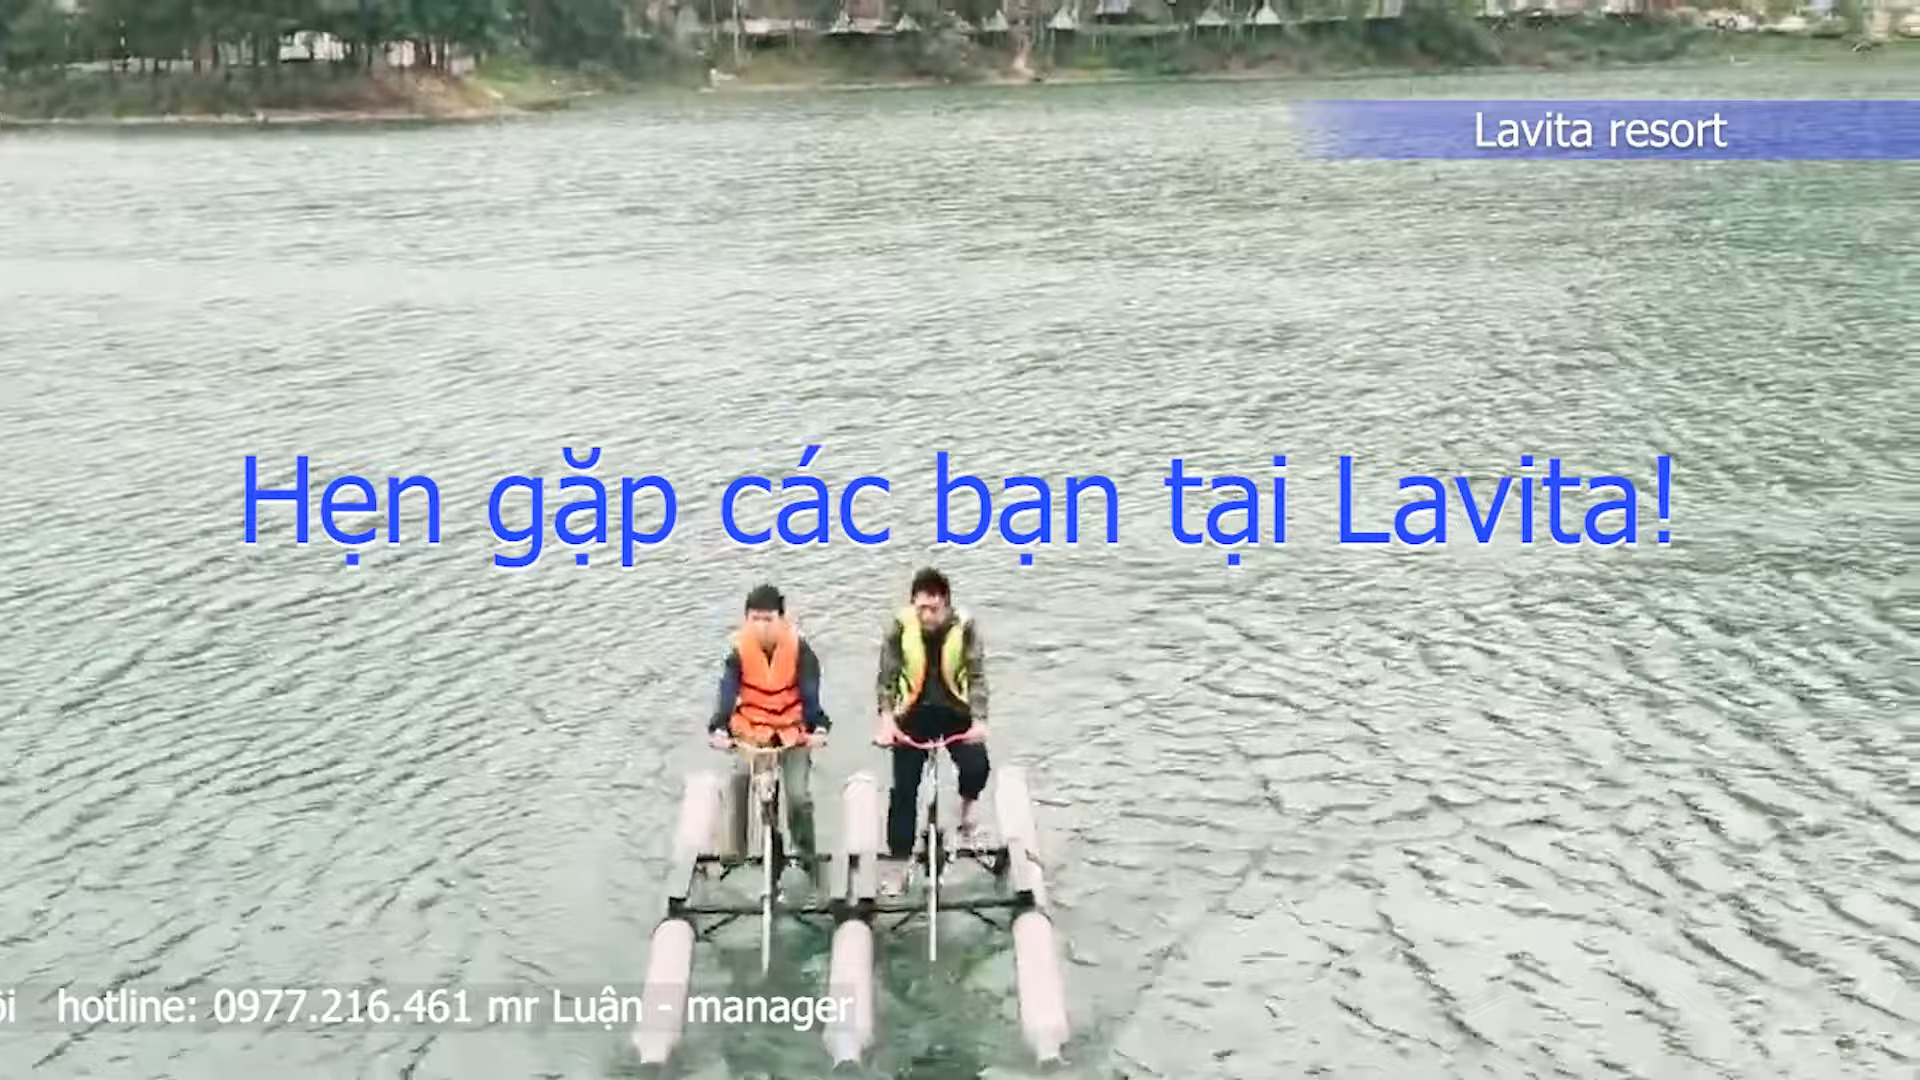 Lavita resort
Hẹn gặp các bạn tại Lavita!
hotline: 0977.216.461 mr Luận - manager